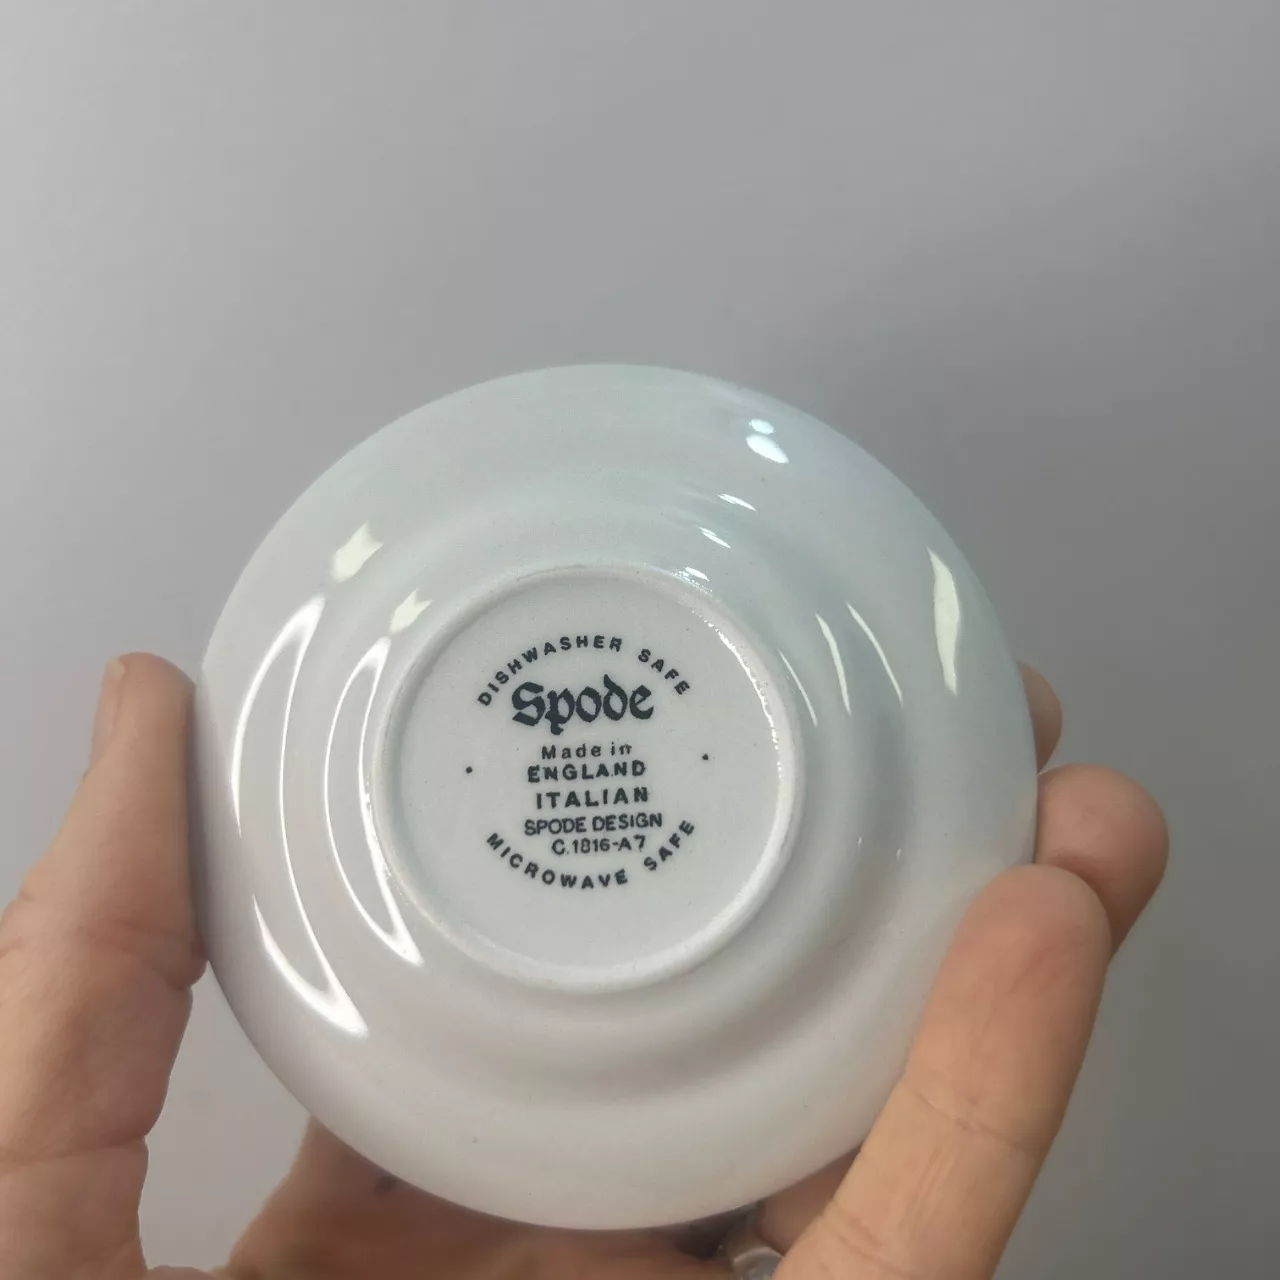 DISHWASHER SAFE
Spode
Made in
ENGLAND
ITALIAN
SPODE DESIGN
C.1816-A7
MICROWAVE SAFE